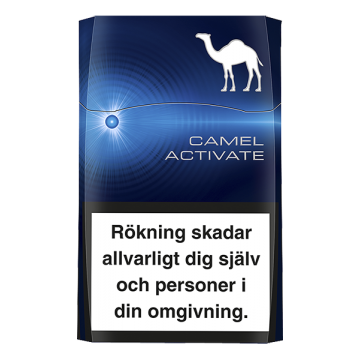 CAMEL
ACTIVATE
Rökning skadar
allvarligt dig själv
och personer i
din omgivning.